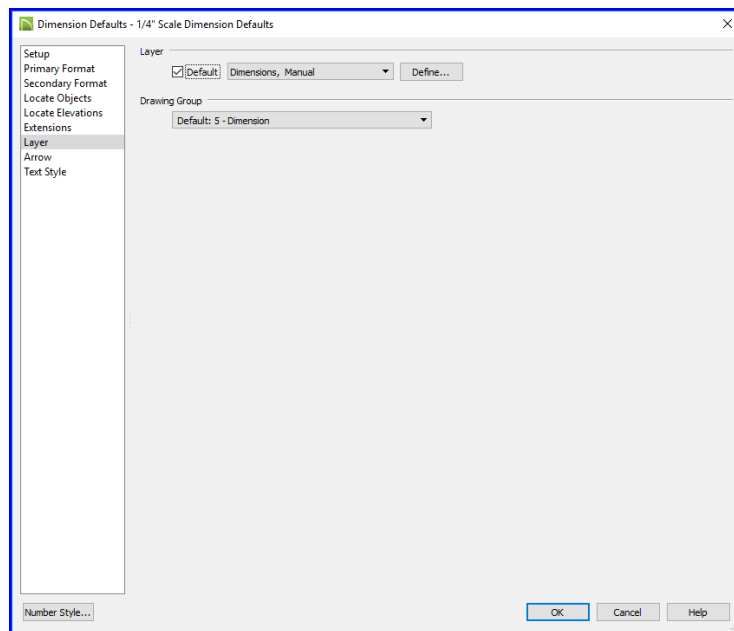 Dimension Defaults - 1/4" Scale Dimension Defaults
Setup
Primary Format
Secondary Format
Locate Objects
Locate Elevations
Extensions
Layer
Arrow
Text Style
Layer
Default Dimensions, Manual Define...
Drawing Group
Default: 5 - Dimension
Number Style... OK Cancel Help